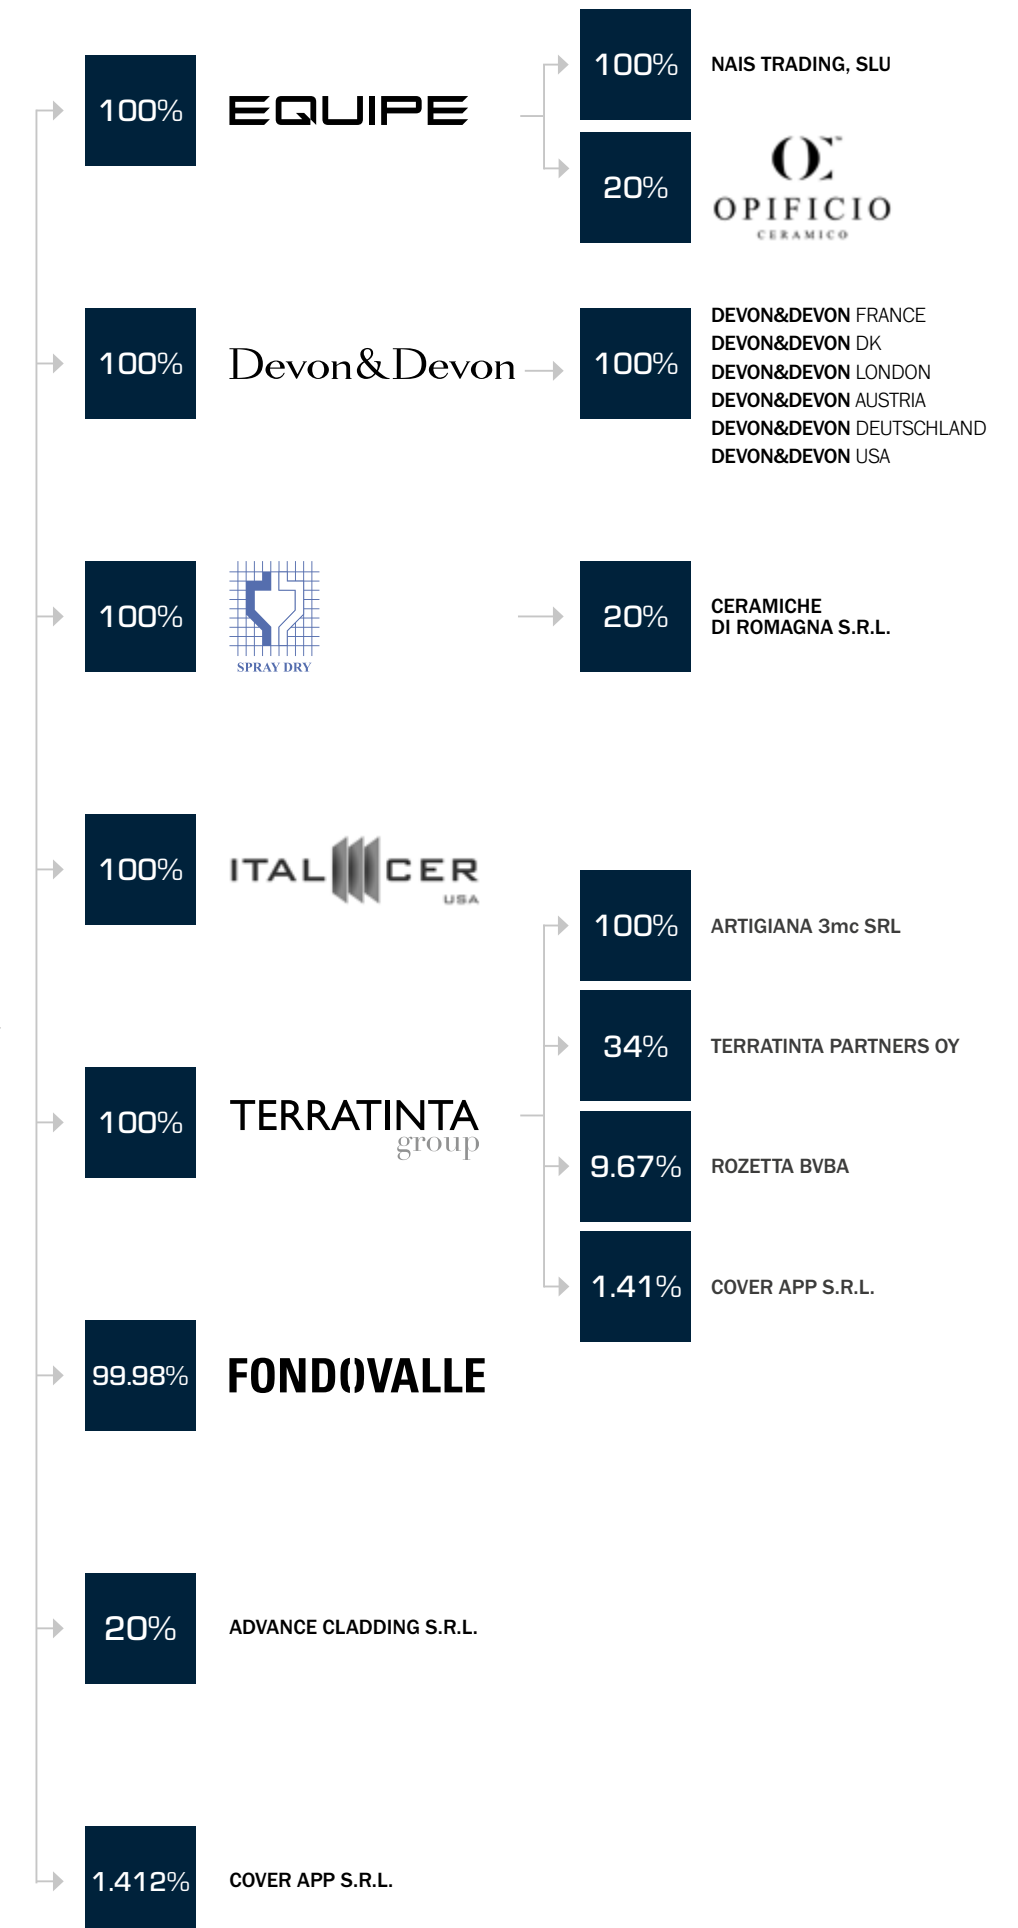 100%
EQUIPE
100%
NAIS TRADING, SLU
20%
OE™
OPIFICIO
CERAMICO
100%
Devon&Devon
100%
DEVON&DEVON FRANCE
DEVON&DEVON DK
DEVON&DEVON LONDON
DEVON&DEVON AUSTRIA
DEVON&DEVON DEUTSCHLAND
DEVON&DEVON USA
100%
SPRAY DRY
20%
CERAMICHE
DI ROMAGNA S.R.L.
100%
ITALCER
USA
100%
TERRATINTA
group
100%
ARTIGIANA 3mc SRL
34%
TERRATINTA PARTNERS OY
9.67%
ROZETTA BVBA
1.41%
COVER APP S.R.L.
99.98%
FONDOVALLE
20%
ADVANCE CLADDING S.R.L.
1.412%
COVER APP S.R.L.